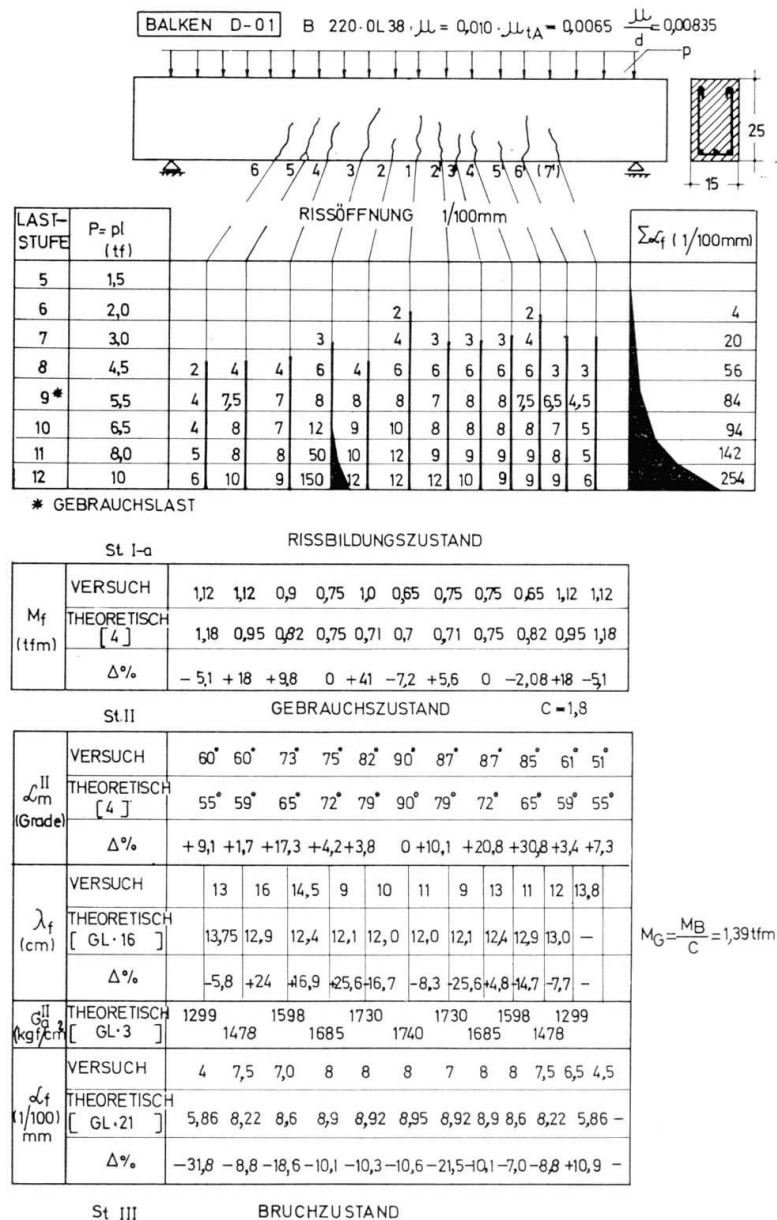 BALKEN D-01 B 220·0L38·μ = 0,010·μtA = 0,0065 μ/d = 0,00835
p
25
15
6 5 4 3 2 1 2' 3' 4' 5' 6' (7')
LAST-STUFE P= pl (tf) RISSÖFFNUNG 1/100mm Σαf (1/100mm)
5 1,5
6 2,0 2 2 4
7 3,0 3 4 3 3 3 4 20
8 4,5 2 4 4 6 4 6 6 6 6 6 3 3 56
9* 5,5 4 7,5 7 8 8 8 7 8 8 7,5 6,5 4,5 84
10 6,5 4 8 7 12 9 10 8 8 8 8 7 5 94
11 8,0 5 8 8 50 10 12 9 9 9 9 8 5 142
12 10 6 10 9 150 12 12 12 10 9 9 9 6 254
* GEBRAUCHSLAST
St I-a RISSBILDUNGSZUSTAND
Mf (tfm)
VERSUCH 1,12 1,12 0,9 0,75 1,0 0,65 0,75 0,75 0,65 1,12 1,12
THEORETISCH [4] 1,18 0,95 0,82 0,75 0,71 0,7 0,71 0,75 0,82 0,95 1,18
Δ% -5,1 +18 +9,8 0 +41 -7,2 +5,6 0 -2,08 +18 -5,1
St.II GEBRAUCHSZUSTAND C=1,8
αmII (Grade)
VERSUCH 60° 60° 73° 75° 82° 90° 87° 87° 85° 61° 51°
THEORETISCH [4] 55° 59° 65° 72° 79° 90° 79° 72° 65° 59° 55°
Δ% +9,1 +1,7 +17,3 +4,2 +3,8 0 +10,1 +20,8 +30,8 +3,4 +7,3
λf (cm)
VERSUCH 13 16 14,5 9 10 11 9 13 11 12 13,8
THEORETISCH [GL·16] 13,75 12,9 12,4 12,1 12,0 12,0 12,1 12,4 12,9 13,0 –
Δ% -5,8 +24 +16,9 +25,6 -16,7 -8,3 -25,6 +4,8 -14,7 -7,7 -
MG = MB/C = 1,39 tfm
GaII (kgf/cm²)
THEORETISCH [GL·3] 1299 1478 1598 1685 1730 1740 1730 1685 1598 1478 1299
αf (1/100) mm
VERSUCH 4 7,5 7,0 8 8 8 7 8 8 7,5 6,5 4,5
THEORETISCH [GL·21] 5,86 8,22 8,6 8,9 8,92 8,95 8,92 8,9 8,6 8,22 5,86 –
Δ% -31,8 -8,8 -18,6 -10,1 -10,3 -10,6 -21,5 -10,1 -7,0 -8,8 +10,9 -
St III BRUCHZUSTAND